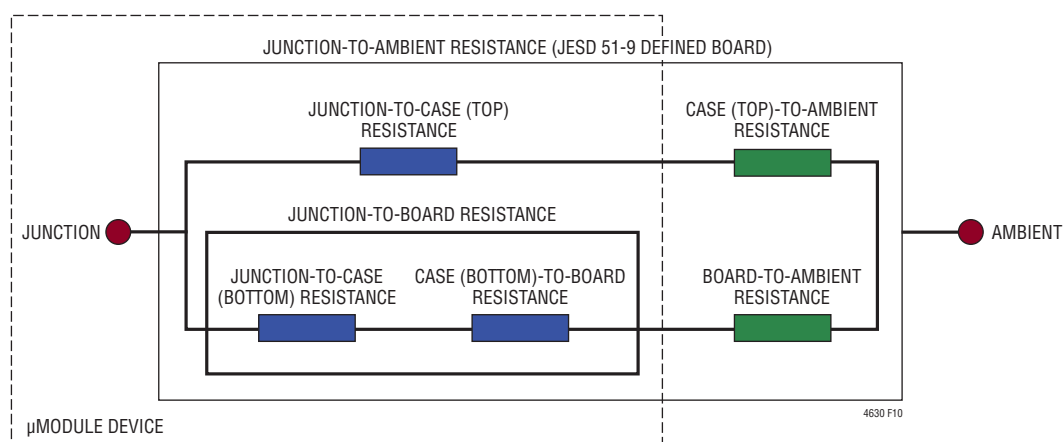 JUNCTION-TO-AMBIENT RESISTANCE (JESD 51-9 DEFINED BOARD)
JUNCTION-TO-CASE (TOP)
RESISTANCE
CASE (TOP)-TO-AMBIENT
RESISTANCE
JUNCTION-TO-BOARD RESISTANCE
JUNCTION
AMBIENT
JUNCTION-TO-CASE
(BOTTOM) RESISTANCE
CASE (BOTTOM)-TO-BOARD
RESISTANCE
BOARD-TO-AMBIENT
RESISTANCE
4630 F10
µMODULE DEVICE